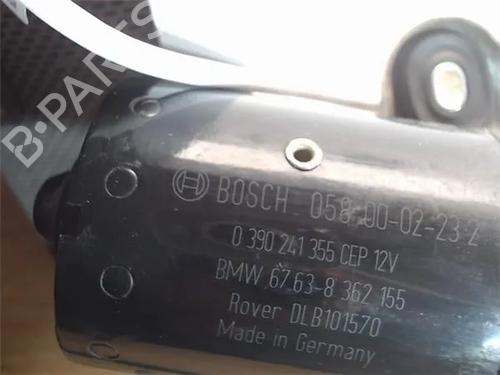 B-PARTS
BOSCH 058 00-02-23 2
0 390 241 355 CEP 12V
BMW 67.63-8 362 155
Rover DLB101570
Made in Germany